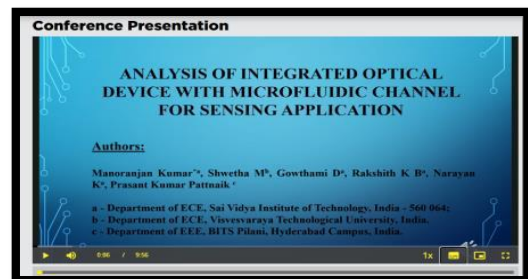 Conference Presentation
ANALYSIS OF INTEGRATED OPTICAL
DEVICE WITH MICROFLUIDIC CHANNEL
FOR SENSING APPLICATION
Authors:
Manoranjan Kumar*a, Shwetha Mb, Gowthami Da, Rakshith K Ba, Narayan
Ka, Prasant Kumar Pattnaik c
a - Department of ECE, Sai Vidya Institute of Technology, India - 560 064;
b - Department of ECE, Visvesvaraya Technological University, India.
c - Department of EEE, BITS Pilani, Hyderabad Campus, India.
0:06 / 9:56
1x